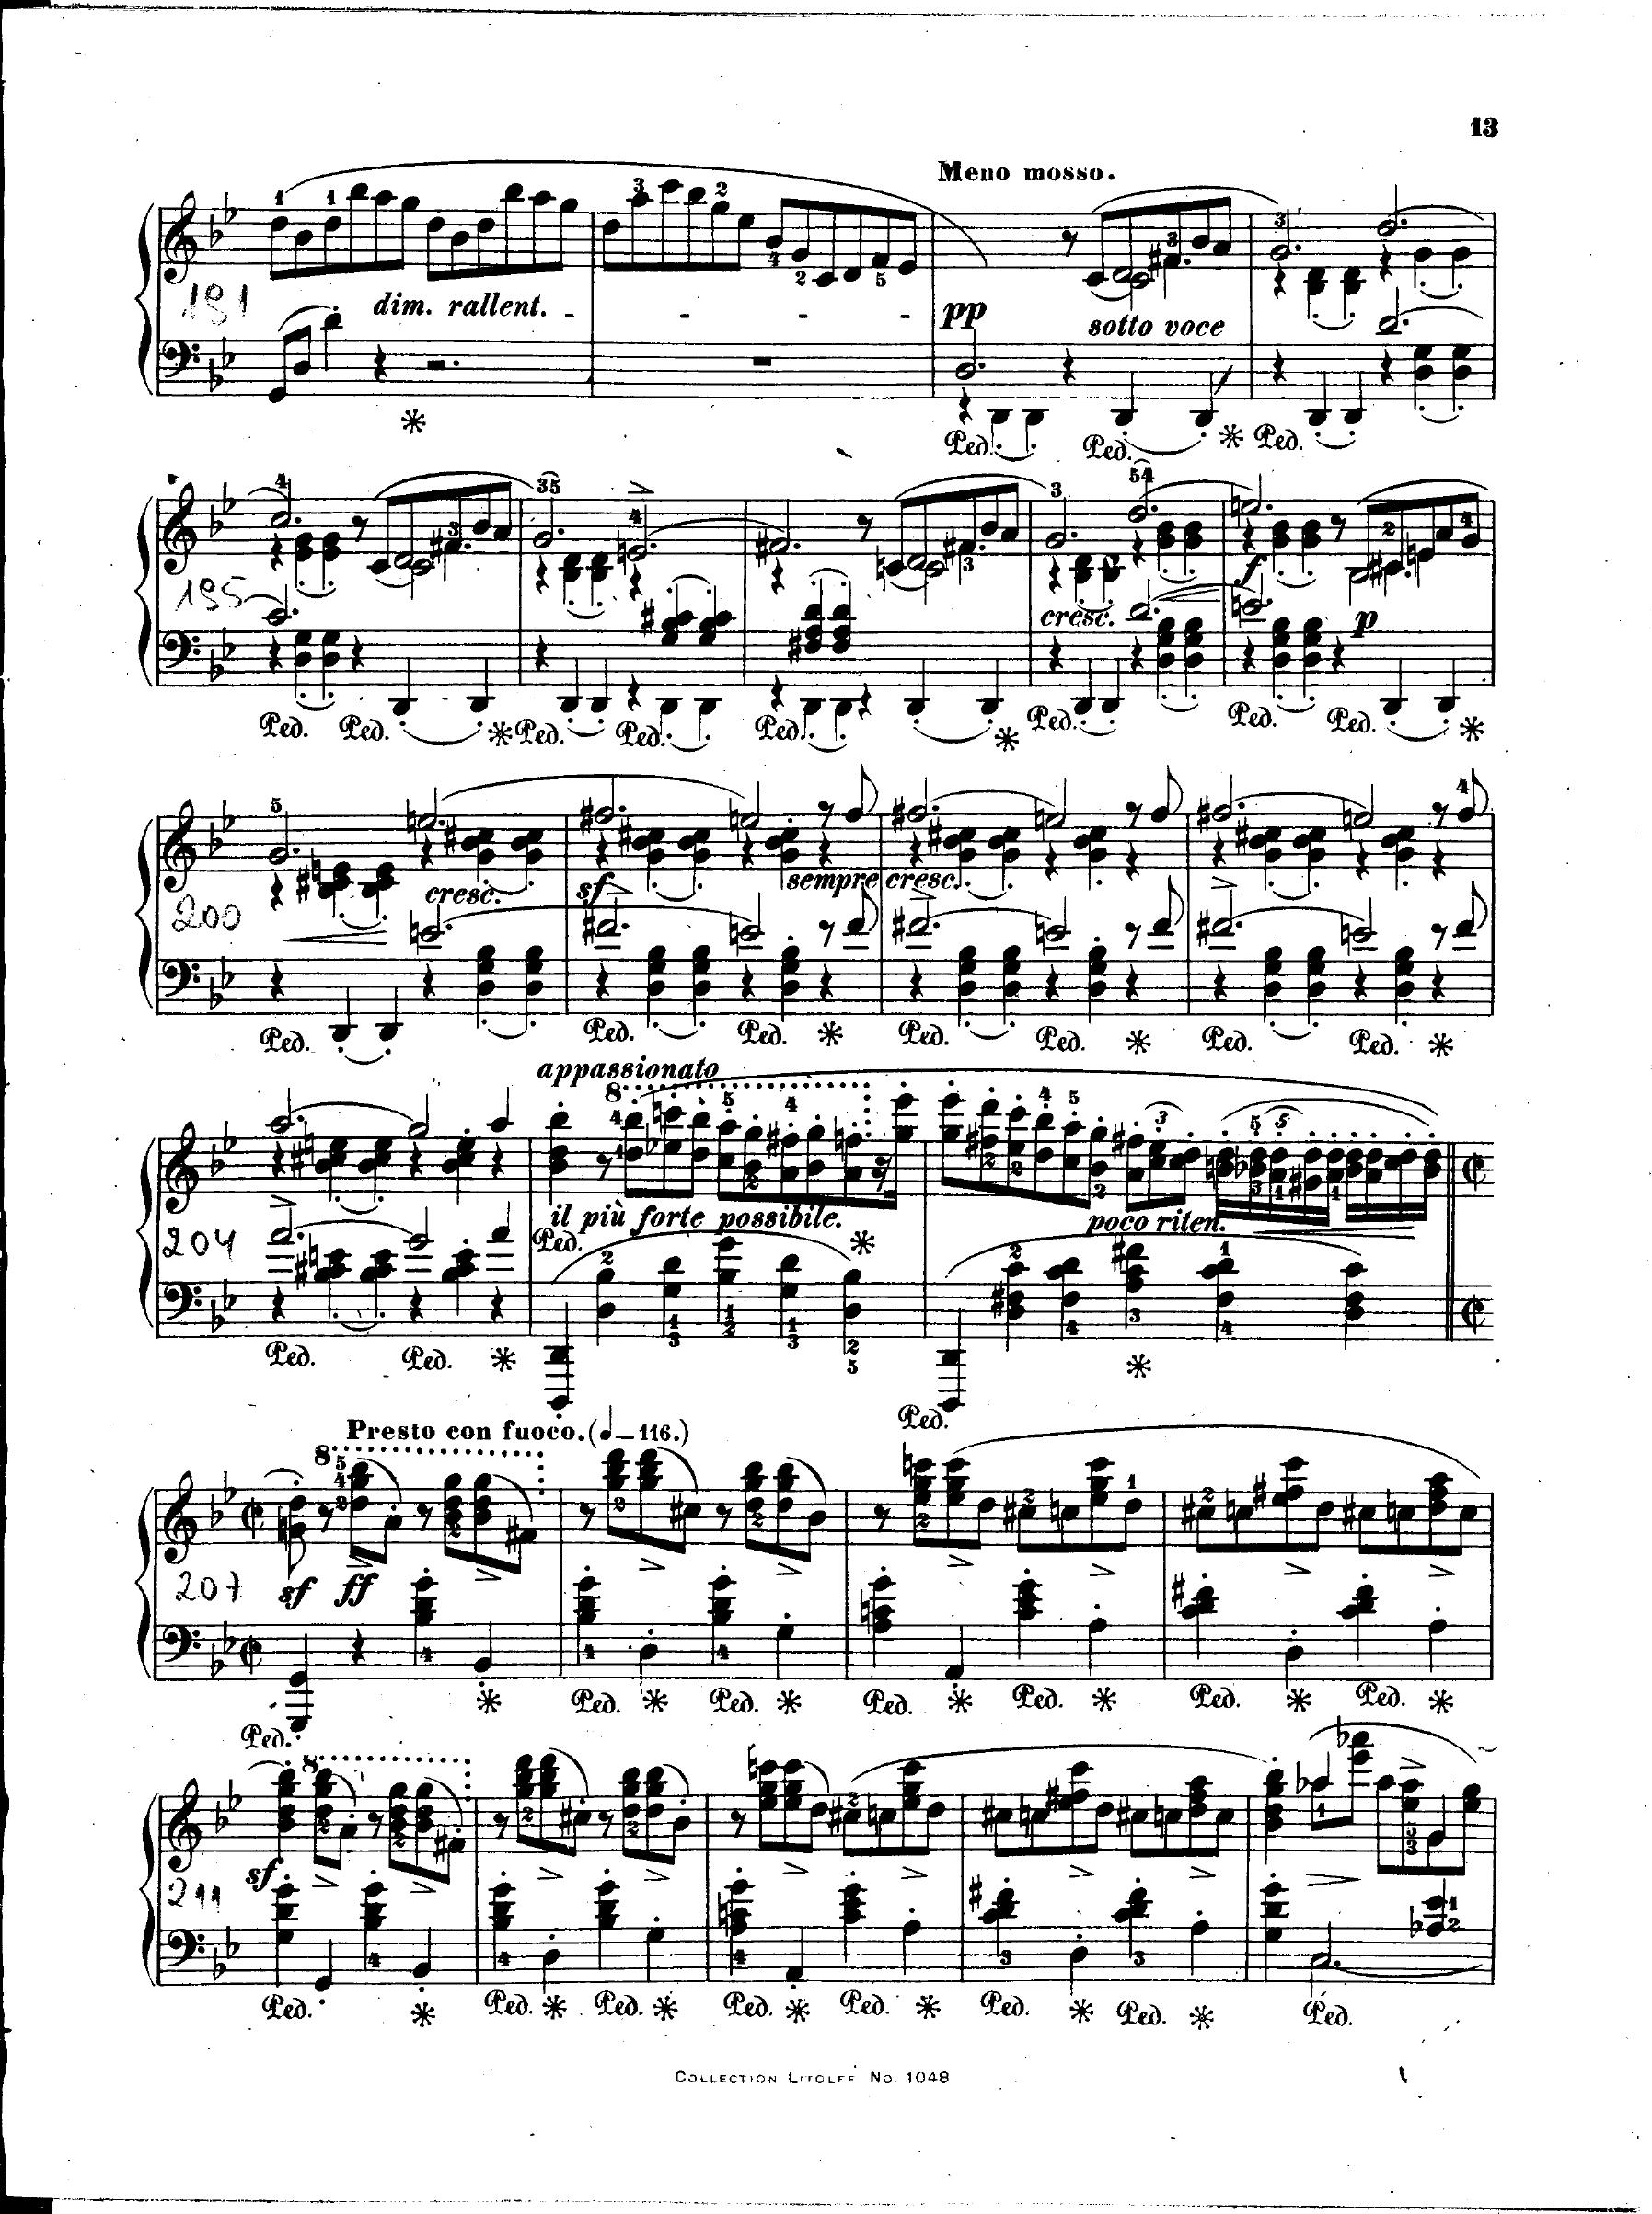 13
Meno mosso.
191
dim. rallent.
pp
sotto voce
Ped. Ped. Ped.
195
cresc.
f
p
Ped. Ped. Ped. Ped. Ped. Ped. Ped. Ped.
200
cresc.
sf
sempre cresc.
Ped. Ped. Ped. Ped. Ped. Ped. Ped.
appassionato
8
204
il più forte possibile.
Ped.
poco riten.
Ped. Ped. Ped.
Presto con fuoco. (♩=116.)
8
207
sf ff
Ped. Ped. Ped. Ped. Ped. Ped. Ped.
8
sf
211
Ped. Ped. Ped. Ped. Ped. Ped. Ped. Ped.
COLLECTION LITOLFF No. 1048